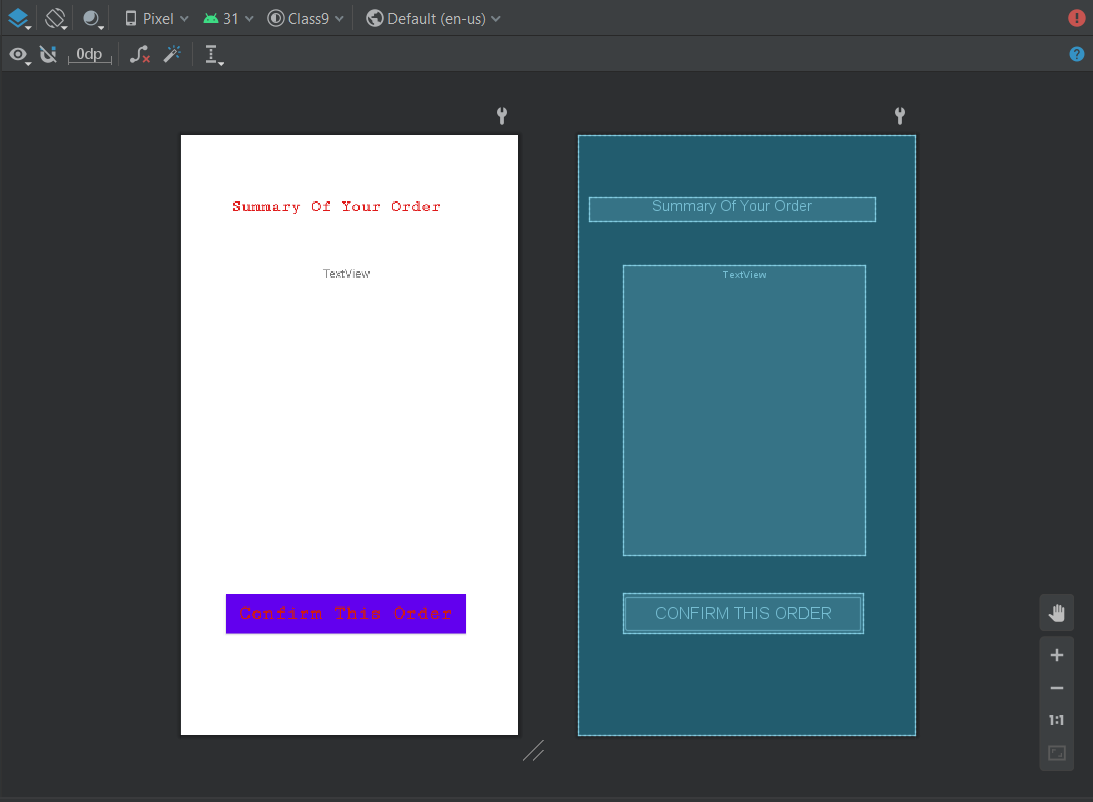 Pixel 31 Class9 Default (en-us)
0dp
Summary Of Your Order
TextView
Confirm This Order
Summary Of Your Order
TextView
CONFIRM THIS ORDER
1:1